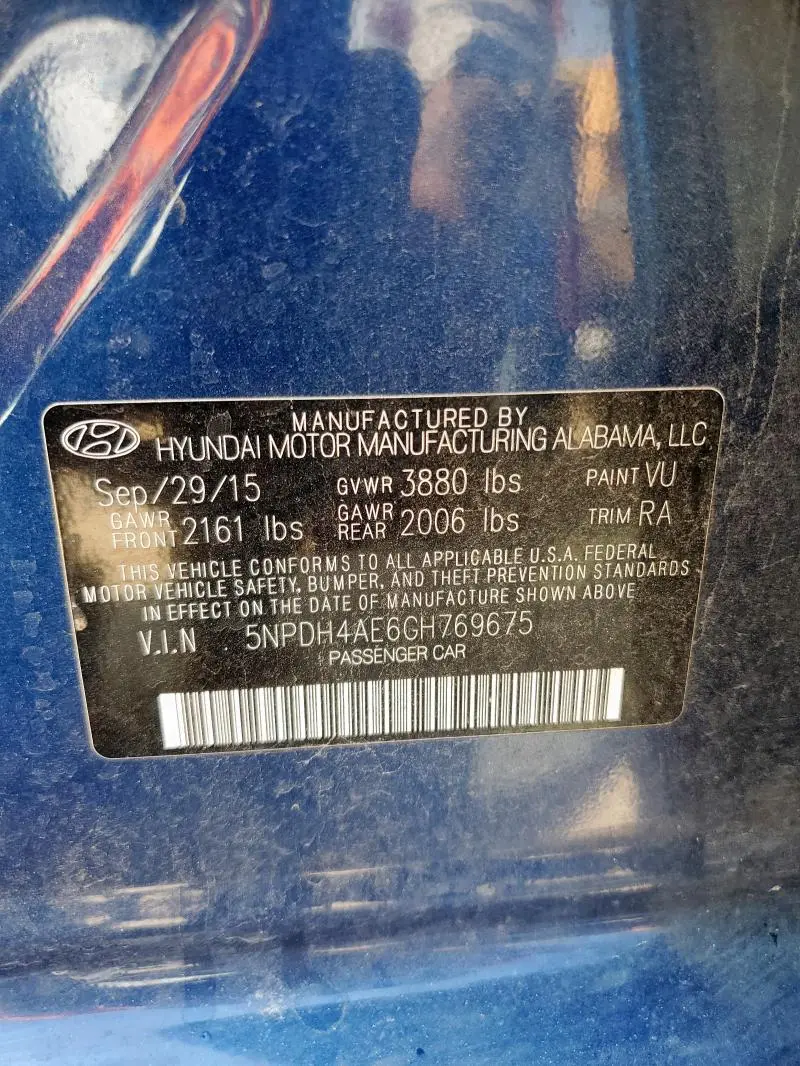 MANUFACTURED BY
HYUNDAI MOTOR MANUFACTURING ALABAMA, LLC
Sep/29/15 GVWR 3880 lbs PAINT VU
GAWR FRONT 2161 lbs GAWR REAR 2006 lbs TRIM RA
THIS VEHICLE CONFORMS TO ALL APPLICABLE U.S.A. FEDERAL
MOTOR VEHICLE SAFETY, BUMPER, AND THEFT PREVENTION STANDARDS
IN EFFECT ON THE DATE OF MANUFACTURE SHOWN ABOVE
V.I.N 5NPDH4AE6GH769675
PASSENGER CAR